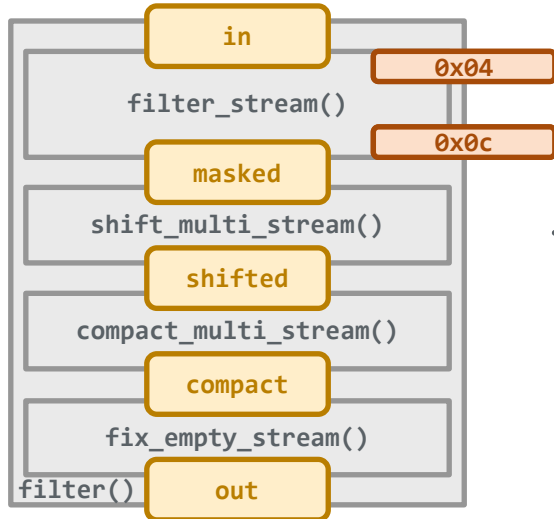 in
0x04
filter_stream()
0x0c
masked
shift_multi_stream()
shifted
compact_multi_stream()
compact
fix_empty_stream()
filter()
out